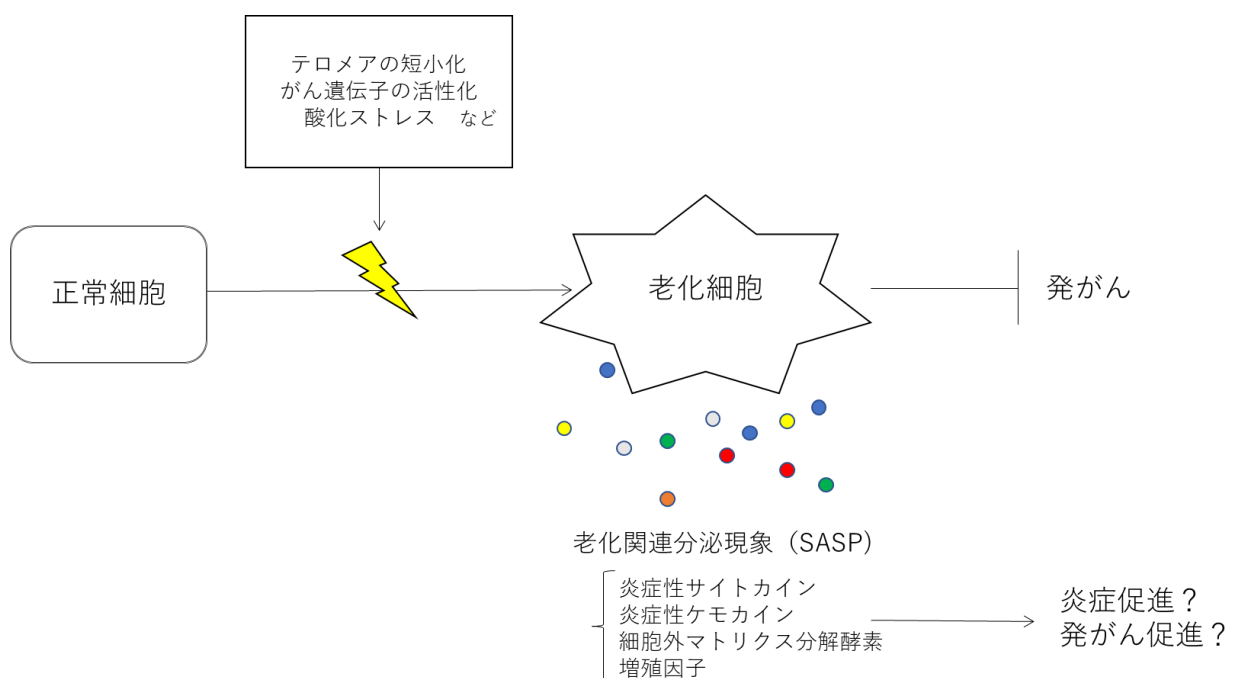 テロメアの短小化
がん遺伝子の活性化
酸化ストレス など
正常細胞
老化細胞
発がん
老化関連分泌現象（SASP）
炎症性サイトカイン
炎症性ケモカイン
細胞外マトリクス分解酵素
増殖因子
炎症促進？
発がん促進？